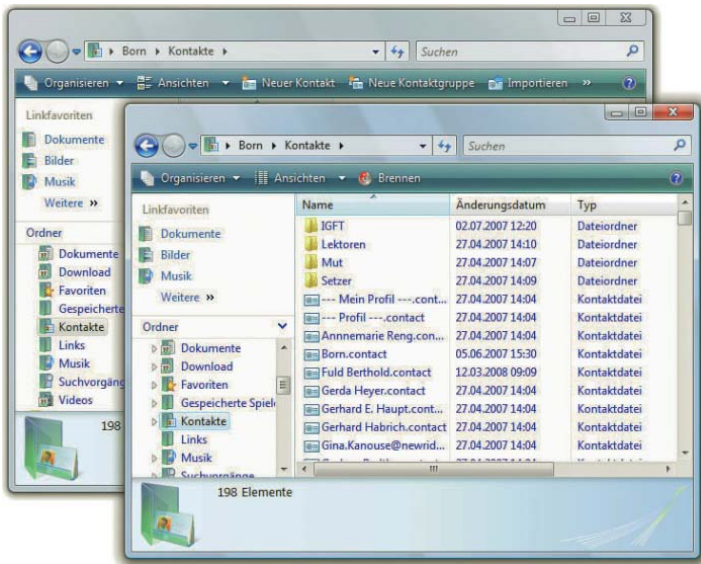 Born ▸ Kontakte ▸
Suchen
Organisieren Ansichten Neuer Kontakt Neue Kontaktgruppe Importieren »
Linkfavoriten
Dokumente
Bilder
Musik
Weitere »
Ordner
Dokumente
Download
Favoriten
Gespeicherte
Kontakte
Links
Musik
Videos
198
Born ▸ Kontakte ▸
Suchen
Organisieren Ansichten Brennen
Linkfavoriten
Dokumente
Bilder
Musik
Weitere »
Ordner
Dokumente
Download
Favoriten
Gespeicherte
Kontakte
Links
Musik
Suchvorgänge
Name Änderungsdatum Typ
IGFT 02.07.2007 12:20 Dateiordner
Lektoren 27.04.2007 14:10 Dateiordner
Mut 27.04.2007 14:07 Dateiordner
Setzer 27.04.2007 14:09 Dateiordner
--- Mein Profil ---.cont... 27.04.2007 14:04 Kontaktdatei
--- Profil ---.contact 27.04.2007 14:04 Kontaktdatei
Annnemarie Reng.con... 27.04.2007 14:04 Kontaktdatei
Born.contact 05.06.2007 15:30 Kontaktdatei
Fuld Berthold.contact 12.03.2008 09:09 Kontaktdatei
Gerda Heyer.contact 27.04.2007 14:04 Kontaktdatei
Gerhard E. Haupt.cont... 27.04.2007 14:04 Kontaktdatei
Gerhard Habrich.contact 27.04.2007 14:04 Kontaktdatei
Gina.Kanouse@newrid... 27.04.2007 14:04 Kontaktdatei
198 Elemente